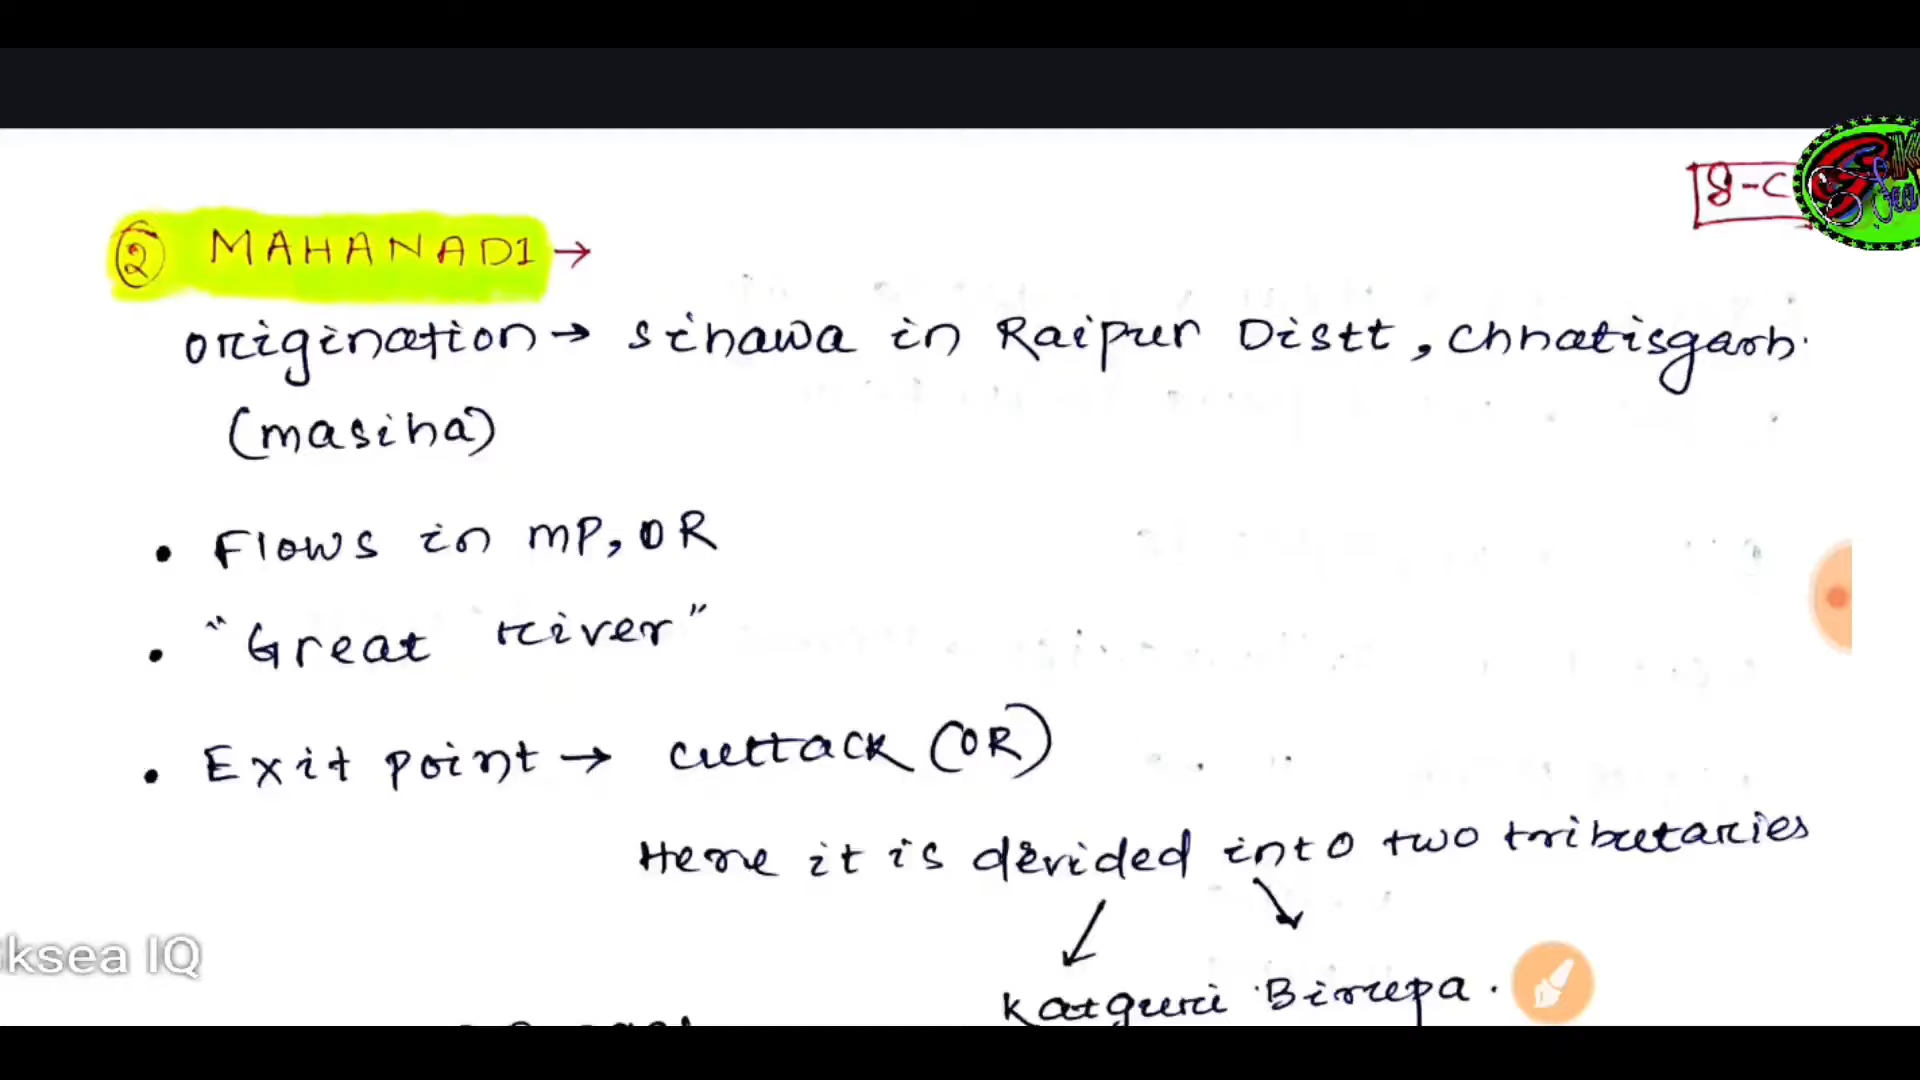 8-C
② MAHANADI →
origination → sihawa in Raipur Distt, Chhatisgarh.
(masiha)
• Flows in MP, OR
• "Great river"
• Exit point → cuttack (OR)
Here it is devided into two tributaries
Katguri Birupa.
ksea IQ